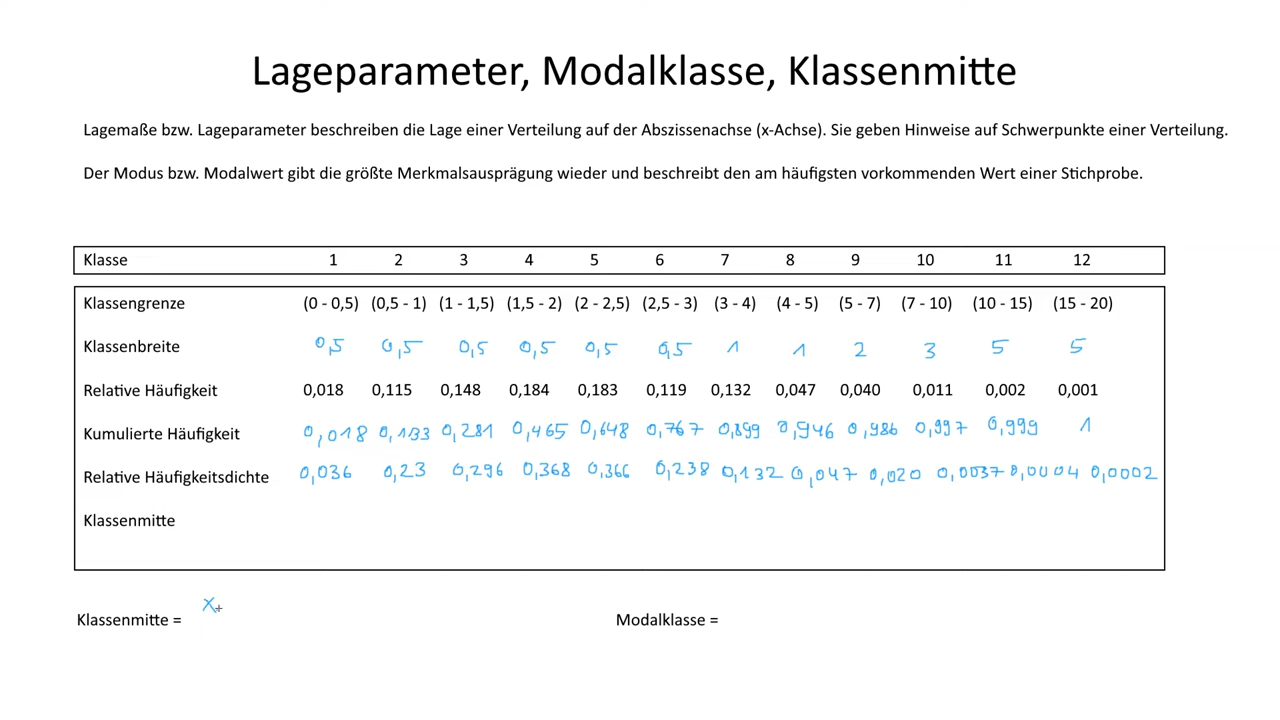 Lageparameter, Modalklasse, Klassenmitte
Lagemaße bzw. Lageparameter beschreiben die Lage einer Verteilung auf der Abszissenachse (x-Achse). Sie geben Hinweise auf Schwerpunkte einer Verteilung.
Der Modus bzw. Modalwert gibt die größte Merkmalsausprägung wieder und beschreibt den am häufigsten vorkommenden Wert einer Stichprobe.
Klasse 1 2 3 4 5 6 7 8 9 10 11 12
Klassengrenze (0 - 0,5) (0,5 - 1) (1 - 1,5) (1,5 - 2) (2 - 2,5) (2,5 - 3) (3 - 4) (4 - 5) (5 - 7) (7 - 10) (10 - 15) (15 - 20)
Klassenbreite 0,5 0,5 0,5 0,5 0,5 0,5 1 1 2 3 5 5
Relative Häufigkeit 0,018 0,115 0,148 0,184 0,183 0,119 0,132 0,047 0,040 0,011 0,002 0,001
Kumulierte Häufigkeit 0,018 0,133 0,281 0,465 0,648 0,767 0,899 0,946 0,986 0,997 0,999 1
Relative Häufigkeitsdichte 0,036 0,23 0,296 0,368 0,366 0,238 0,132 0,047 0,020 0,0037 0,0004 0,0002
Klassenmitte
Klassenmitte = x
Modalklasse =